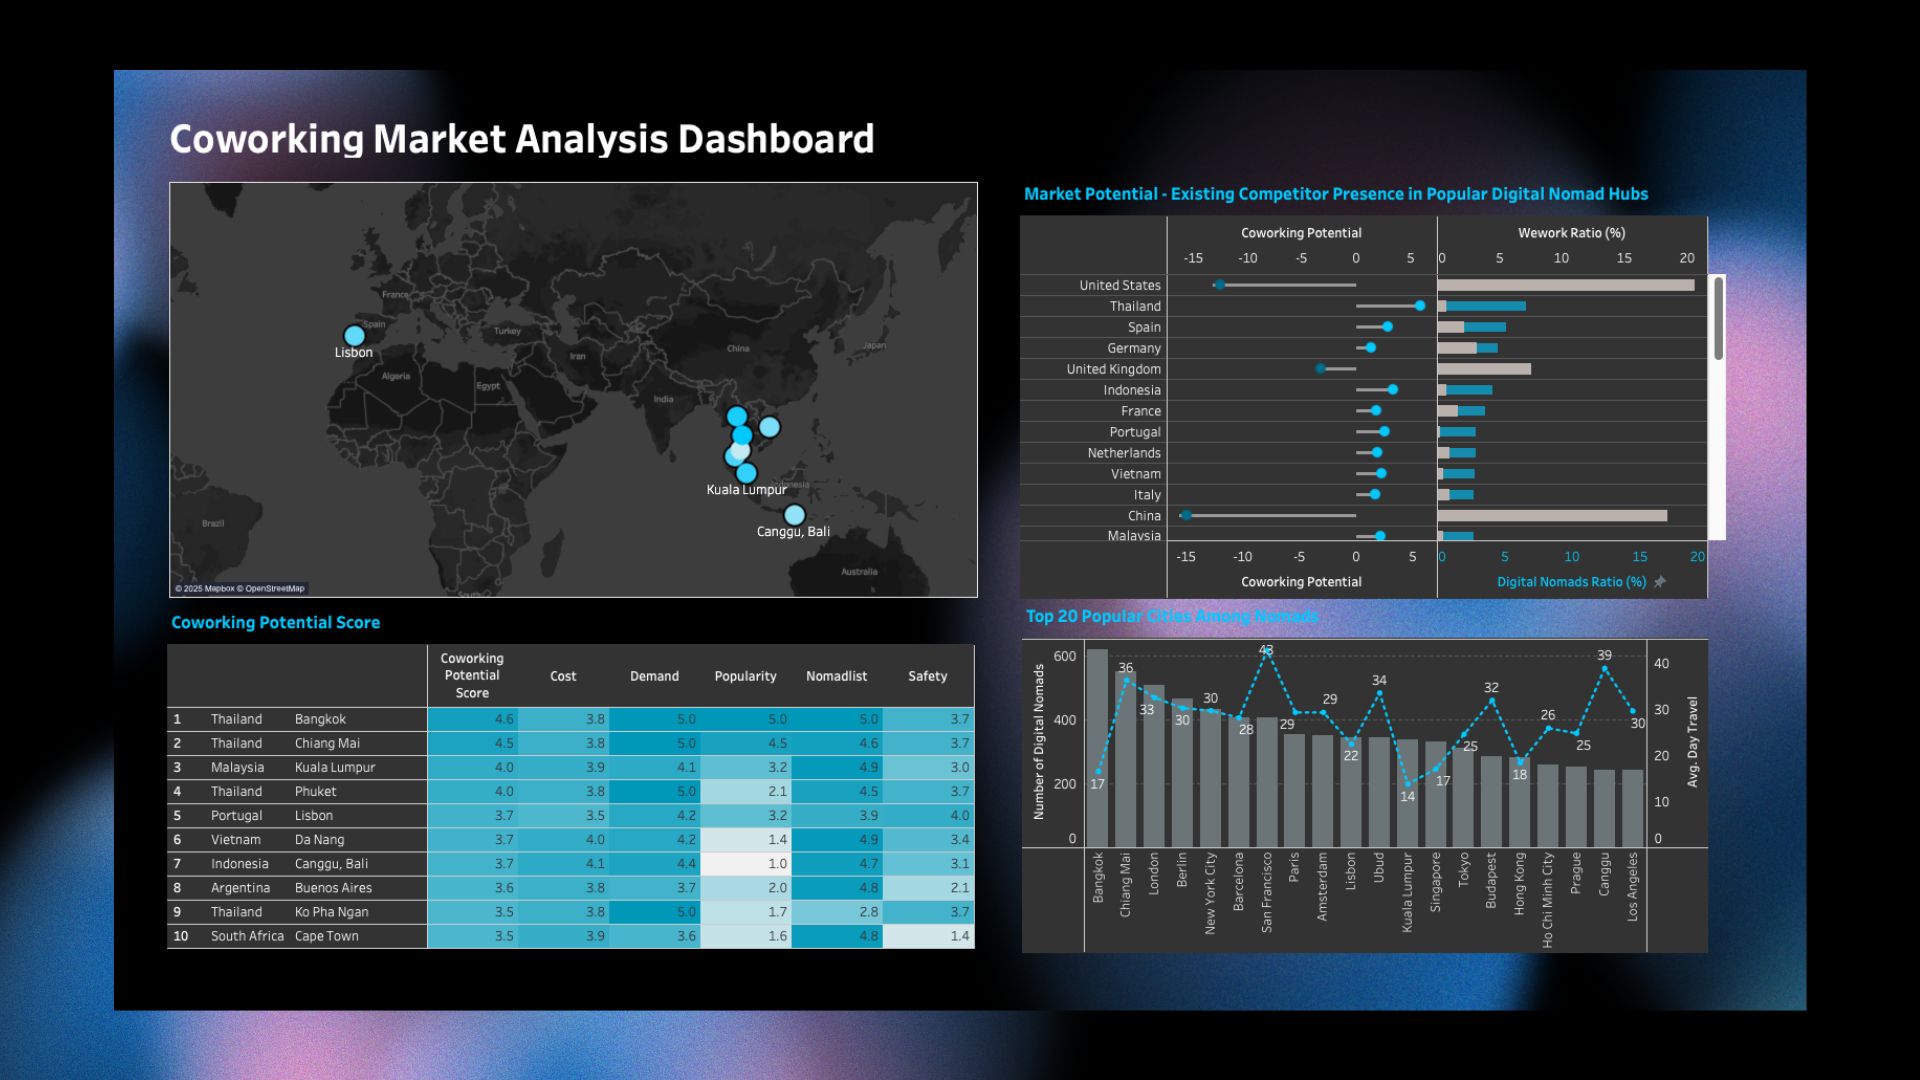 Coworking Market Analysis Dashboard
France
Spain
Turkey
Iran
China
Japan
Algeria
Egypt
India
Brazil
Australia
South
Lisbon
Kuala Lumpur
Canggu, Bali
© 2025 Mapbox © OpenStreetMap
Market Potential - Existing Competitor Presence in Popular Digital Nomad Hubs
Coworking Potential Wework Ratio (%)
-15 -10 -5 0 5 0 5 10 15 20
United States
Thailand
Spain
Germany
United Kingdom
Indonesia
France
Portugal
Netherlands
Vietnam
Italy
China
Malaysia
-15 -10 -5 0 5 0 5 10 15 20
Coworking Potential Digital Nomads Ratio (%)
Coworking Potential Score
Coworking
Potential
Score
Cost Demand Popularity Nomadlist Safety
1 Thailand Bangkok 4.6 3.8 5.0 5.0 5.0 3.7
2 Thailand Chiang Mai 4.5 3.8 5.0 4.5 4.6 3.7
3 Malaysia Kuala Lumpur 4.0 3.9 4.1 3.2 4.9 3.0
4 Thailand Phuket 4.0 3.8 5.0 2.1 4.5 3.7
5 Portugal Lisbon 3.7 3.5 4.2 3.2 3.9 4.0
6 Vietnam Da Nang 3.7 4.0 4.2 1.4 4.9 3.4
7 Indonesia Canggu, Bali 3.7 4.1 4.4 1.0 4.7 3.1
8 Argentina Buenos Aires 3.6 3.8 3.7 2.0 4.8 2.1
9 Thailand Ko Pha Ngan 3.5 3.8 5.0 1.7 2.8 3.7
10 South Africa Cape Town 3.5 3.9 3.6 1.6 4.8 1.4
Top 20 Popular Cities Among Nomads
Number of Digital Nomads
600
400
200
0
17 36 33 30 30 28 43 29 29 22 34 14 17 25 32 18 26 25 39 30
40
30
20
10
0
Avg. Day Travel
Bangkok
Chiang Mai
London
Berlin
New York City
Barcelona
San Francisco
Paris
Amsterdam
Lisbon
Ubud
Kuala Lumpur
Singapore
Tokyo
Budapest
Hong Kong
Ho Chi Minh City
Prague
Canggu
Los Angeles